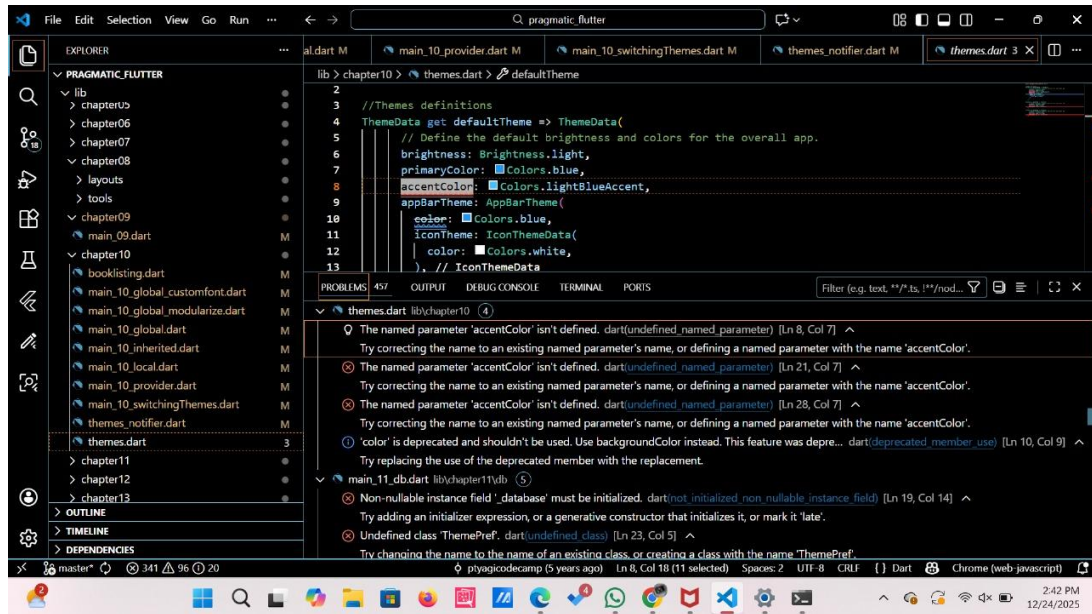 File Edit Selection View Go Run ... pragmatic_flutter
EXPLORER
al.dart M main_10_provider.dart M main_10_switchingThemes.dart M themes_notifier.dart M themes.dart 3
PRAGMATIC_FLUTTER
lib > chapter10 > themes.dart > defaultTheme
lib
chapter05
chapter06
chapter07
chapter08
layouts
tools
chapter09
main_09.dart M
chapter10
booklisting.dart M
main_10_global_customfont.dart M
main_10_global_modularize.dart M
main_10_global.dart M
main_10_inherited.dart M
main_10_local.dart M
main_10_provider.dart M
main_10_switchingThemes.dart M
themes_notifier.dart M
themes.dart 3
chapter11
chapter12
chapter13
OUTLINE
TIMELINE
DEPENDENCIES
18
2
3 //Themes definitions
4 ThemeData get defaultTheme => ThemeData(
5 // Define the default brightness and colors for the overall app.
6 brightness: Brightness.light,
7 primaryColor: Colors.blue,
8 accentColor: Colors.lightBlueAccent,
9 appBarTheme: AppBarTheme(
10 color: Colors.blue,
11 iconTheme: IconThemeData(
12 color: Colors.white,
13 ), // IconThemeData
PROBLEMS 457 OUTPUT DEBUG CONSOLE TERMINAL PORTS Filter (e.g. text, **/*.ts, !**/nod...
themes.dart lib\chapter10 4
The named parameter 'accentColor' isn't defined. dart(undefined_named_parameter) [Ln 8, Col 7]
Try correcting the name to an existing named parameter's name, or defining a named parameter with the name 'accentColor'.
The named parameter 'accentColor' isn't defined. dart(undefined_named_parameter) [Ln 21, Col 7]
Try correcting the name to an existing named parameter's name, or defining a named parameter with the name 'accentColor'.
The named parameter 'accentColor' isn't defined. dart(undefined_named_parameter) [Ln 28, Col 7]
Try correcting the name to an existing named parameter's name, or defining a named parameter with the name 'accentColor'.
'color' is deprecated and shouldn't be used. Use backgroundColor instead. This feature was depre... dart(deprecated_member_use) [Ln 10, Col 9]
Try replacing the use of the deprecated member with the replacement.
main_11_db.dart lib\chapter11\db 5
Non-nullable instance field '_database' must be initialized. dart(not_initialized_non_nullable_instance_field) [Ln 19, Col 14]
Try adding an initializer expression, or a generative constructor that initializes it, or mark it 'late'.
Undefined class 'ThemePref'. dart(undefined_class) [Ln 23, Col 5]
Try changing the name to the name of an existing class, or creating a class with the name 'ThemePref'.
master* 341 96 20 ptyagicodecamp (5 years ago) Ln 8, Col 18 (11 selected) Spaces: 2 UTF-8 CRLF {} Dart Chrome (web-javascript)
2:42 PM
12/24/2025